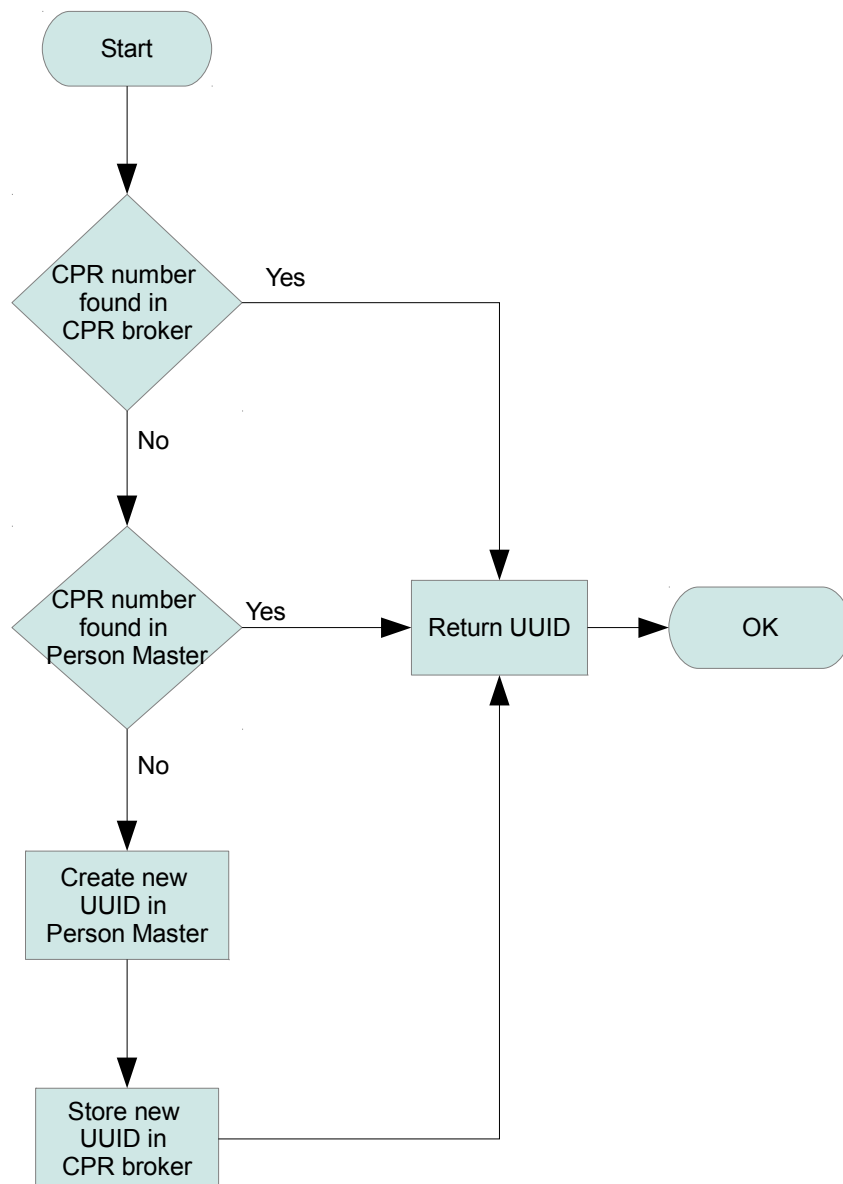 Start
CPR number
found in
CPR broker
Yes
No
CPR number
found in
Person Master
Yes
Return UUID
OK
No
Create new
UUID in
Person Master
Store new
UUID in
CPR broker